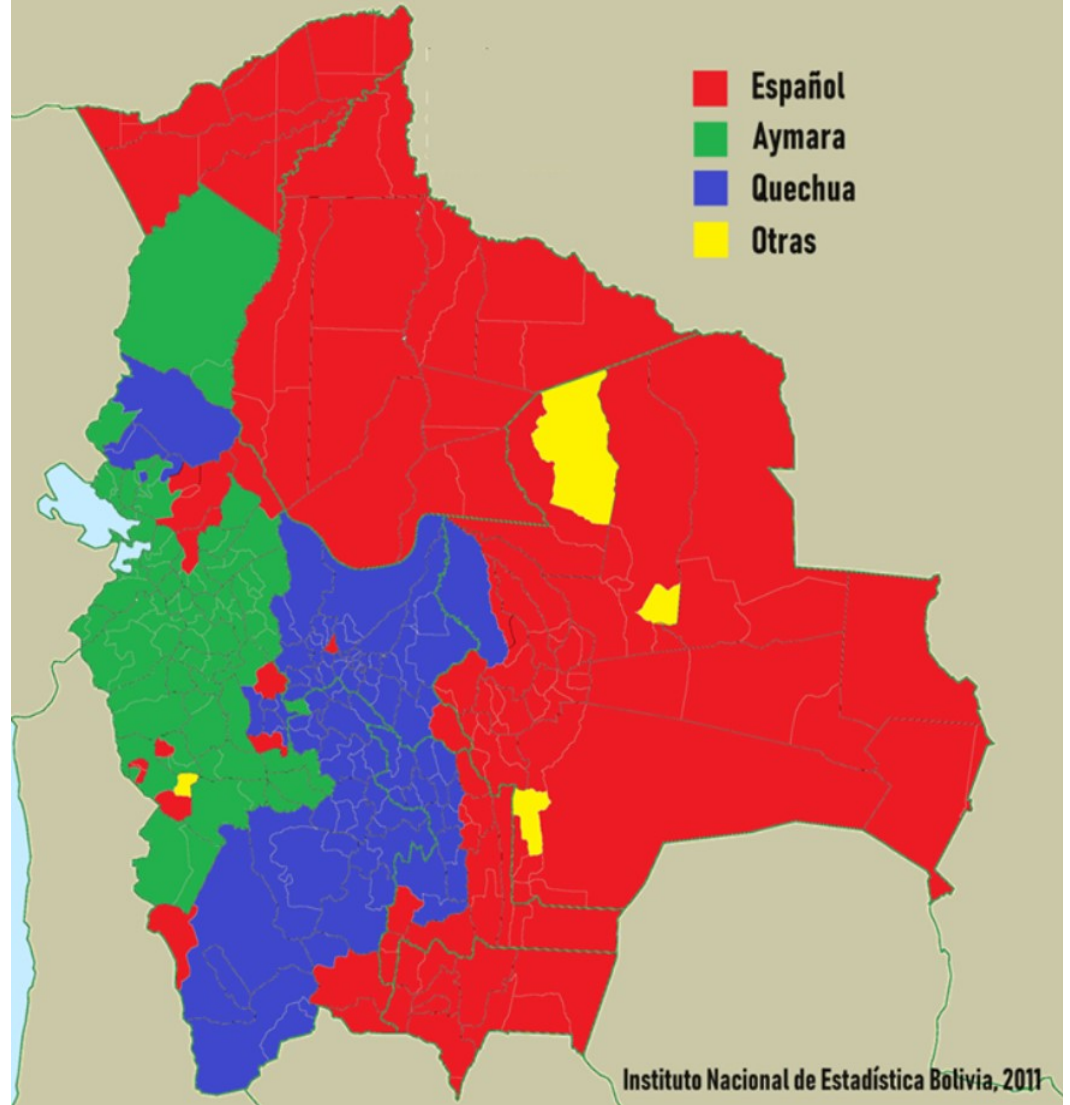 Español
Aymara
Quechua
Otras
Instituto Nacional de Estadística Bolivia, 2011